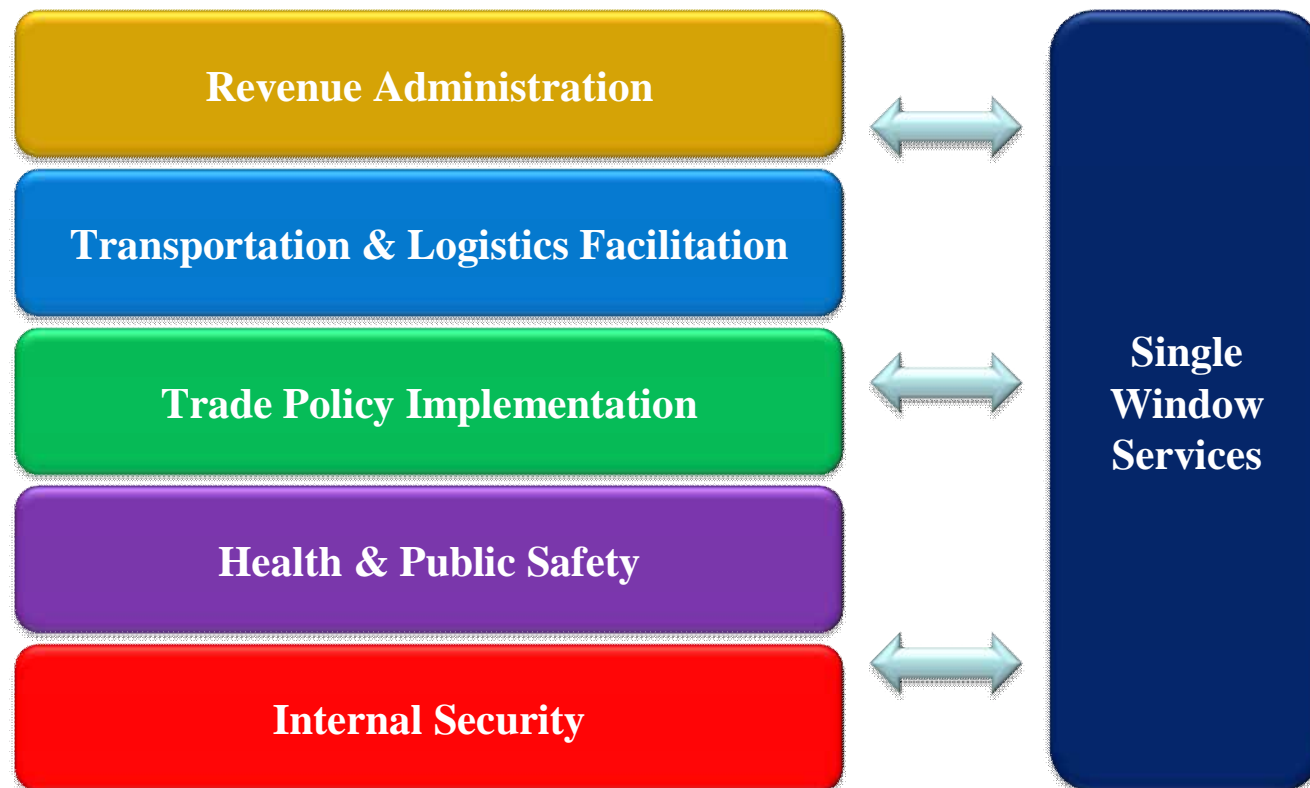 Revenue Administration
Transportation & Logistics Facilitation
Trade Policy Implementation
Health & Public Safety
Internal Security
Single
Window
Services